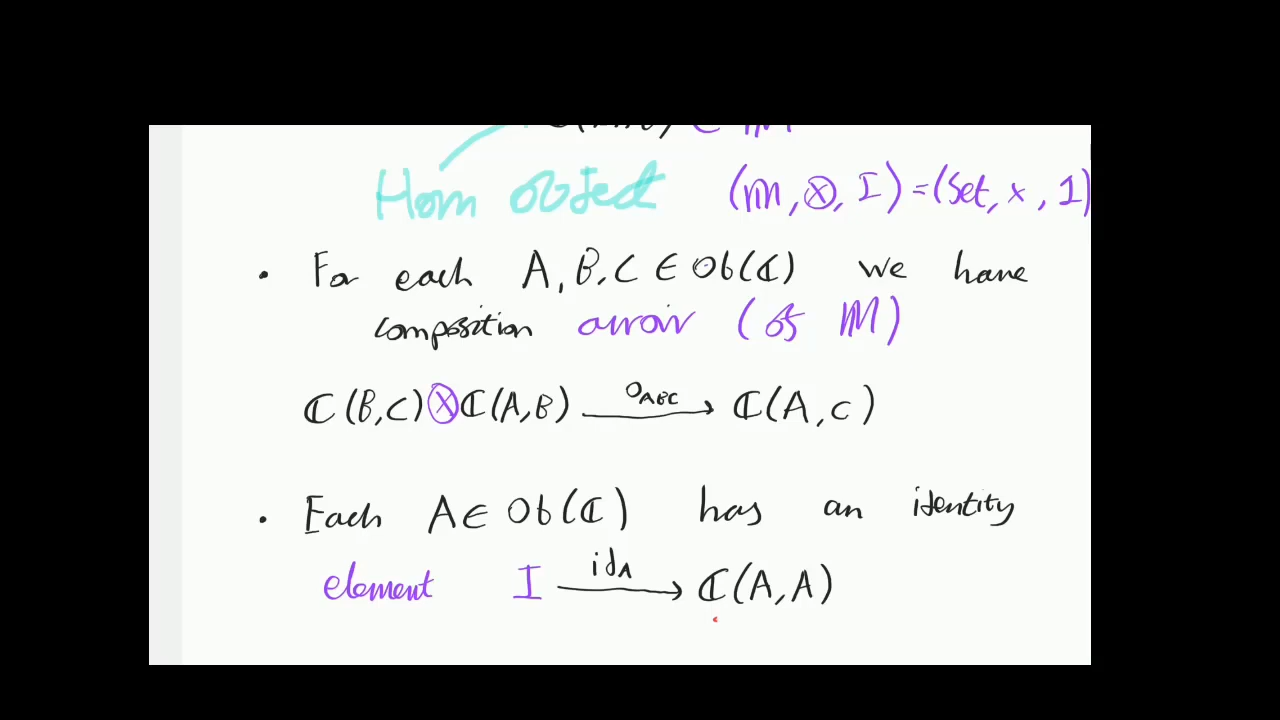 Hom object (𝕄, ⊗, I) = (Set, ×, 1)
• For each A, B, C ∈ Ob(ℂ) we have
composition arrow (of 𝕄)
ℂ(B,C) ⊗ ℂ(A,B) —∘ABC→ ℂ(A,C)
• Each A ∈ Ob(ℂ) has an identity
element I —idA→ ℂ(A,A)